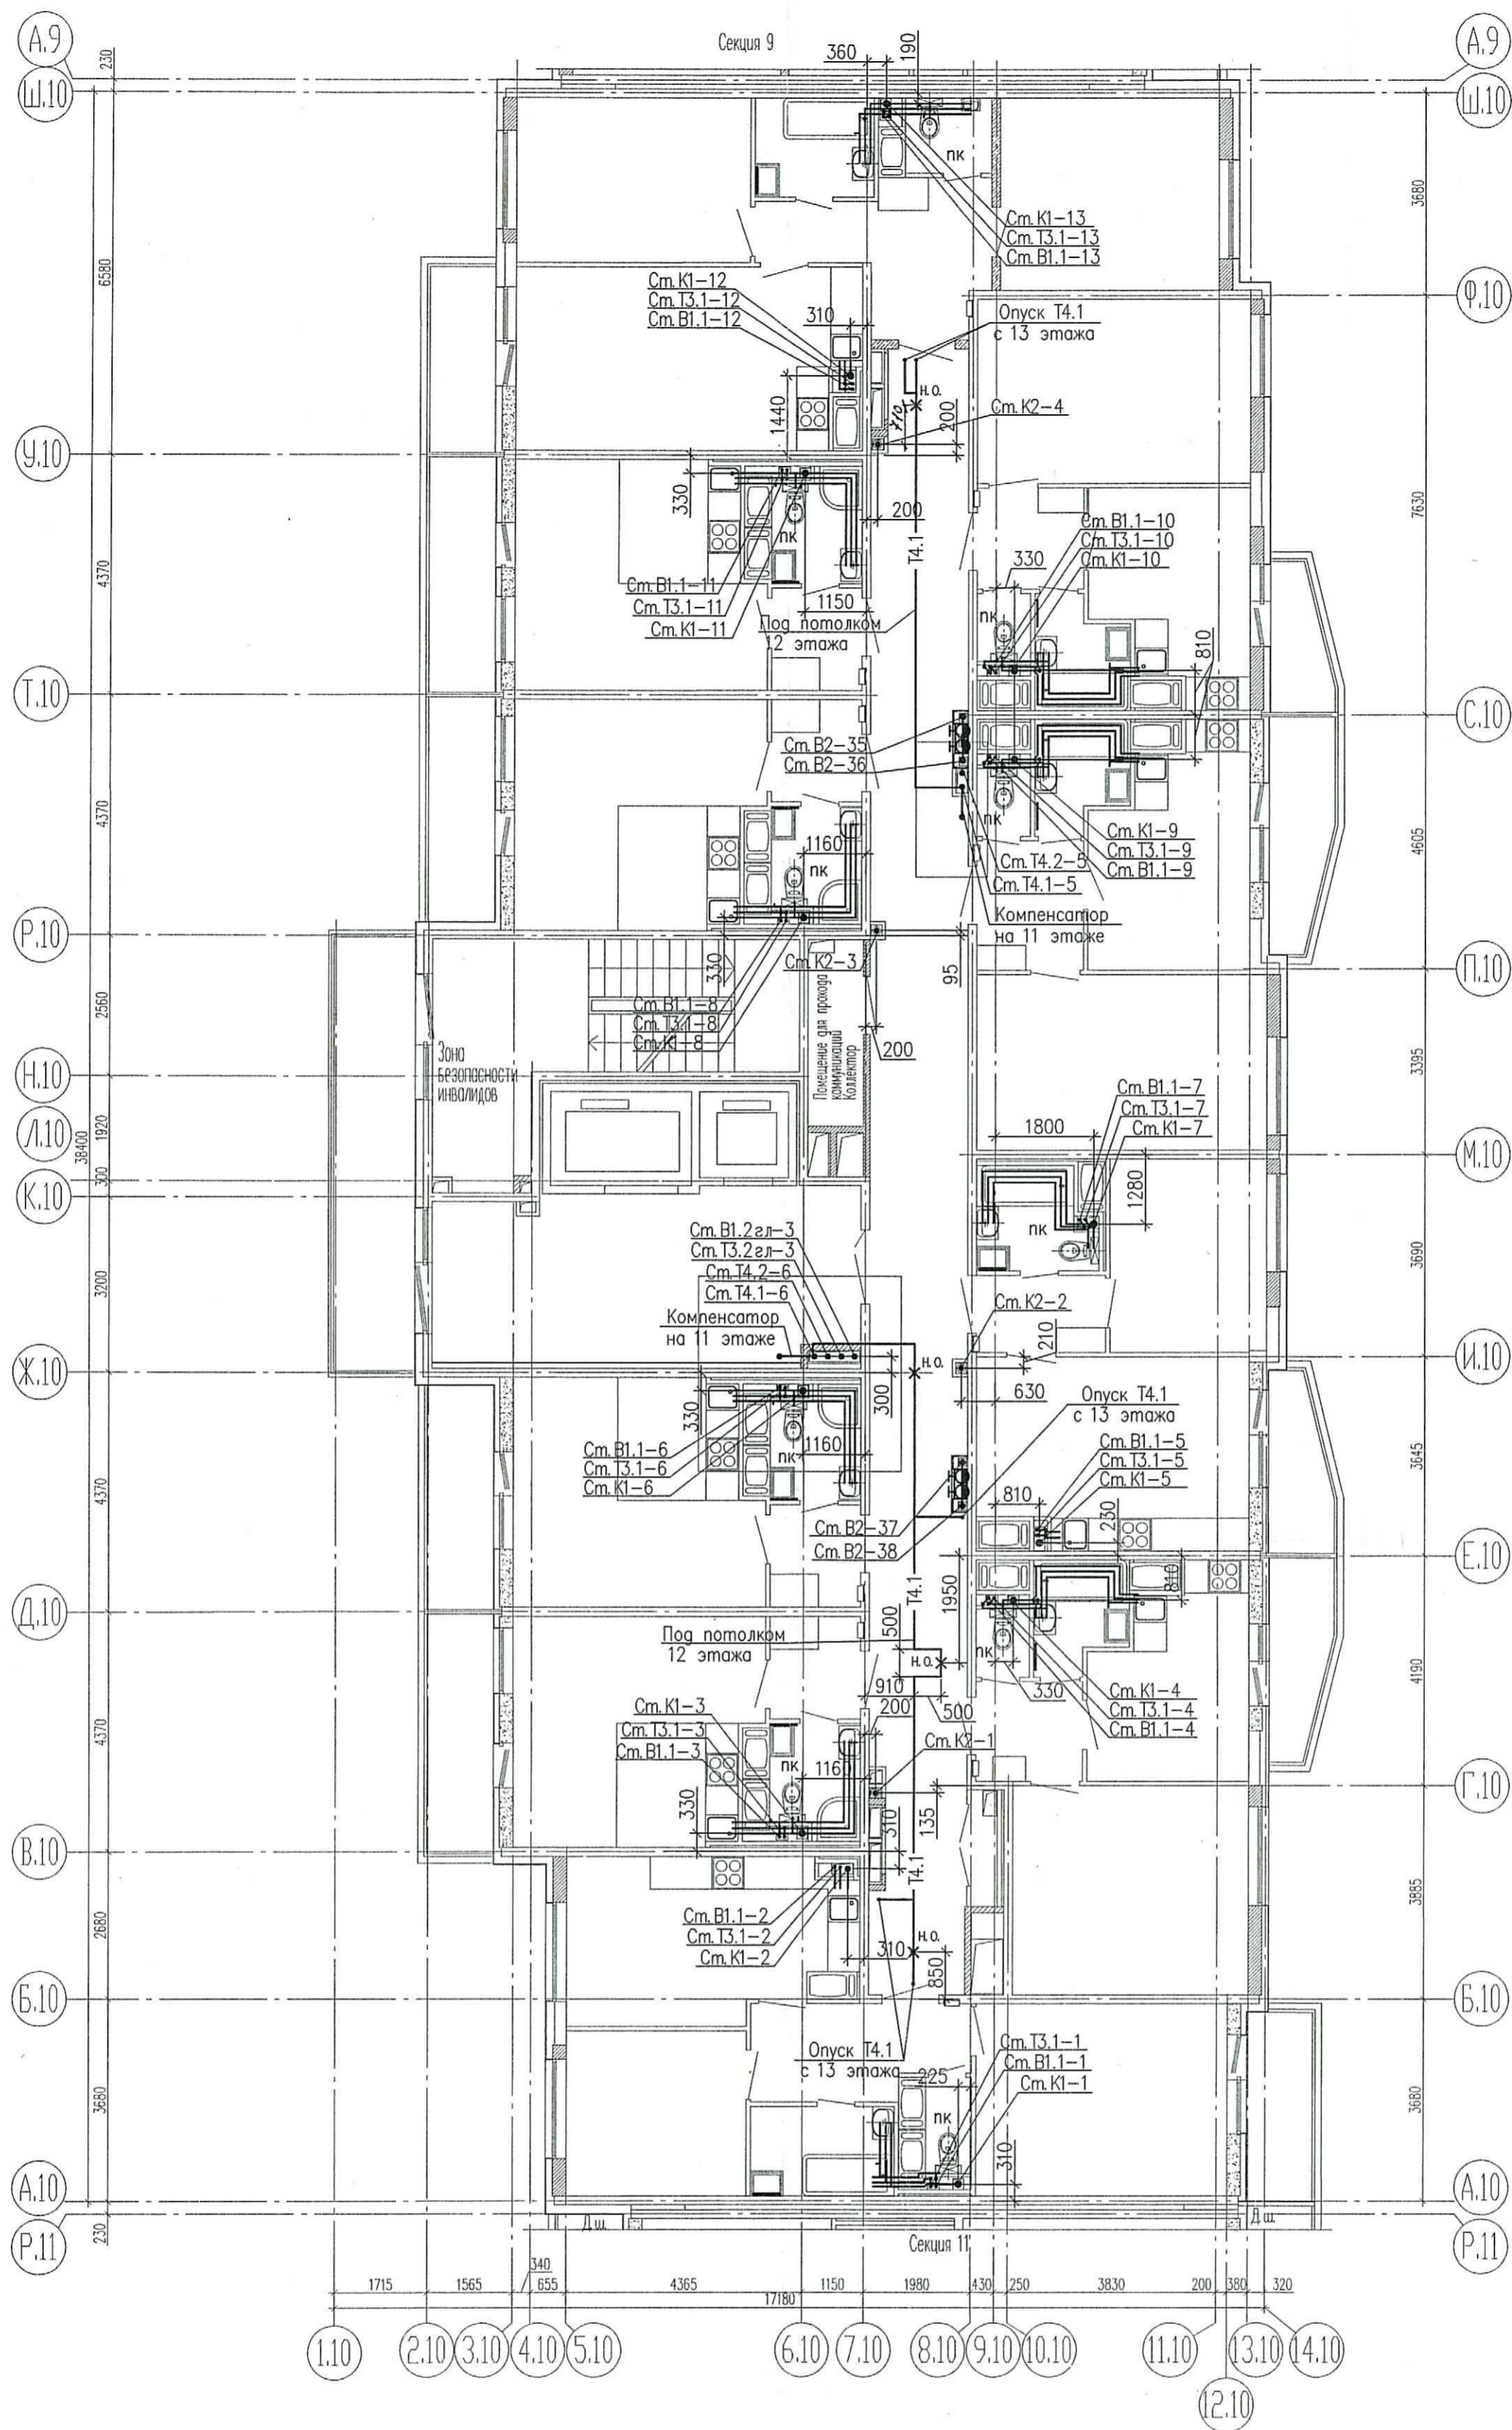 Секция 9
А.9
Ш.10
А.9
Ш.10
230
360
190
пк
3680
Ст. К1-13
Ст. Т3.1-13
Ст. В1.1-13
6580
Ст. К1-12
Ст. Т3.1-12
Ст. В1.1-12
310
Опуск Т4.1
с 13 этажа
Ф.10
н.о.
1440
710
200
Ст. К2-4
У.10
330
200
пк
Т4.1
7630
Ст. В1.1-10
Ст. Т3.1-10
Ст. К1-10
330
4370
Ст. В1.1-11
Ст. Т3.1-11
Ст. К1-11
1150
Под потолком
12 этажа
пк
810
Т.10
С.10
Ст. В2-35
Ст. В2-36
4370
1160
пк
пк
Ст. К1-9
Ст. Т3.1-9
Ст. В1.1-9
4605
Ст. Т4.2-5
Ст. Т4.1-5
Компенсатор
на 11 этаже
Р.10
П.10
330
Ст. К2-3
95
2560
Ст. В1.1-8
Ст. Т3.1-8
Ст. К1-8
Помещение для прохода
коммуникаций
Коллектор
200
3395
Зона
безопасности
инвалидов
Н.10
Ст. В1.1-7
Ст. Т3.1-7
Ст. К1-7
1800
Л.10
1920
38400
М.10
700
К.10
1280
пк
Ст. В1.2гл-3
Ст. Т3.2гл-3
Ст. Т4.2-6
Ст. Т4.1-6
Компенсатор
на 11 этаже
3200
3690
Ст. К2-2
210
н.о.
Ж.10
И.10
330
300
630
Опуск Т4.1
с 13 этажа
Ст. В1.1-6
Ст. Т3.1-6
Ст. К1-6
пк
1160
Ст. В1.1-5
Ст. Т3.1-5
Ст. К1-5
3645
4370
810
230
Ст. В2-37
Ст. В2-38
Е.10
Т4.1
1950
810
Д.10
500
Под потолком
12 этажа
н.о.
пк
4190
330
910
500
Ст. К1-4
Ст. Т3.1-4
Ст. В1.1-4
Ст. К1-3
Ст. Т3.1-3
Ст. В1.1-3
200
Ст. К2-1
4370
пк
1160
Г.10
330
310
135
В.10
Т4.1
Ст. В1.1-2
Ст. Т3.1-2
Ст. К1-2
2680
3885
310
н.о.
850
Б.10
Б.10
Опуск Т4.1
с 13 этажа
225
Ст. Т3.1-1
Ст. В1.1-1
Ст. К1-1
пк
3680
3680
310
А.10
А.10
Р.11
230
Д.ш.
Д.ш.
Р.11
Секция 11
340
1715
1565
655
4365
1150
1980
430
250
3830
200
380
320
17180
1.10
2.10
3.10
4.10
5.10
6.10
7.10
8.10
9.10
10.10
11.10
13.10
14.10
12.10